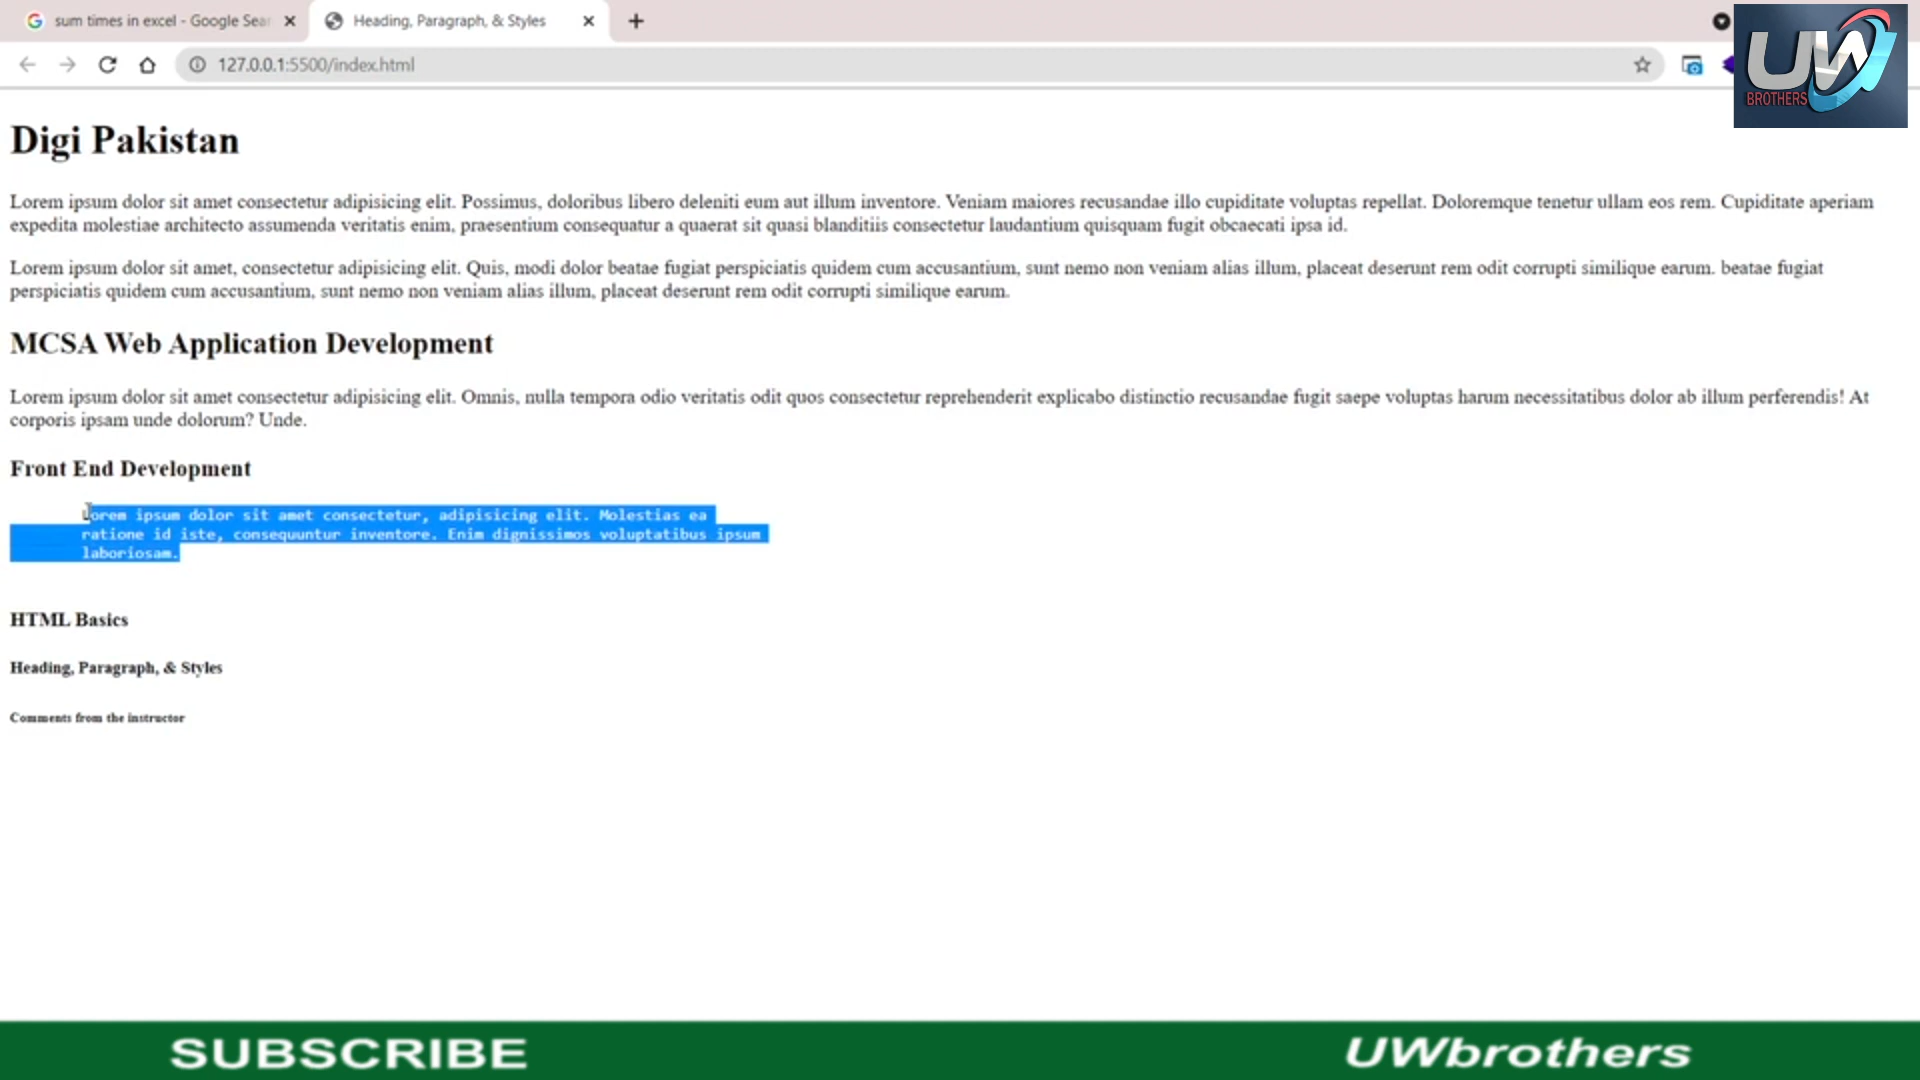 sum times in excel - Google Sear
Heading, Paragraph, & Styles
127.0.0.1:5500/index.html
UW
BROTHERS
Digi Pakistan
Lorem ipsum dolor sit amet consectetur adipisicing elit. Possimus, doloribus libero deleniti eum aut illum inventore. Veniam maiores recusandae illo cupiditate voluptas repellat. Doloremque tenetur ullam eos rem. Cupiditate aperiam
expedita molestiae architecto assumenda veritatis enim, praesentium consequatur a quaerat sit quasi blanditiis consectetur laudantium quisquam fugit obcaecati ipsa id.
Lorem ipsum dolor sit amet, consectetur adipisicing elit. Quis, modi dolor beatae fugiat perspiciatis quidem cum accusantium, sunt nemo non veniam alias illum, placeat deserunt rem odit corrupti similique earum. beatae fugiat
perspiciatis quidem cum accusantium, sunt nemo non veniam alias illum, placeat deserunt rem odit corrupti similique earum.
MCSA Web Application Development
Lorem ipsum dolor sit amet consectetur adipisicing elit. Omnis, nulla tempora odio veritatis odit quos consectetur reprehenderit explicabo distinctio recusandae fugit saepe voluptas harum necessitatibus dolor ab illum perferendis! At
corporis ipsam unde dolorum? Unde.
Front End Development
Lorem ipsum dolor sit amet consectetur, adipisicing elit. Molestias ea
ratione id iste, consequuntur inventore. Enim dignissimos voluptatibus ipsum
laboriosam.
HTML Basics
Heading, Paragraph, & Styles
Comments from the instructor
SUBSCRIBE
UWbrothers